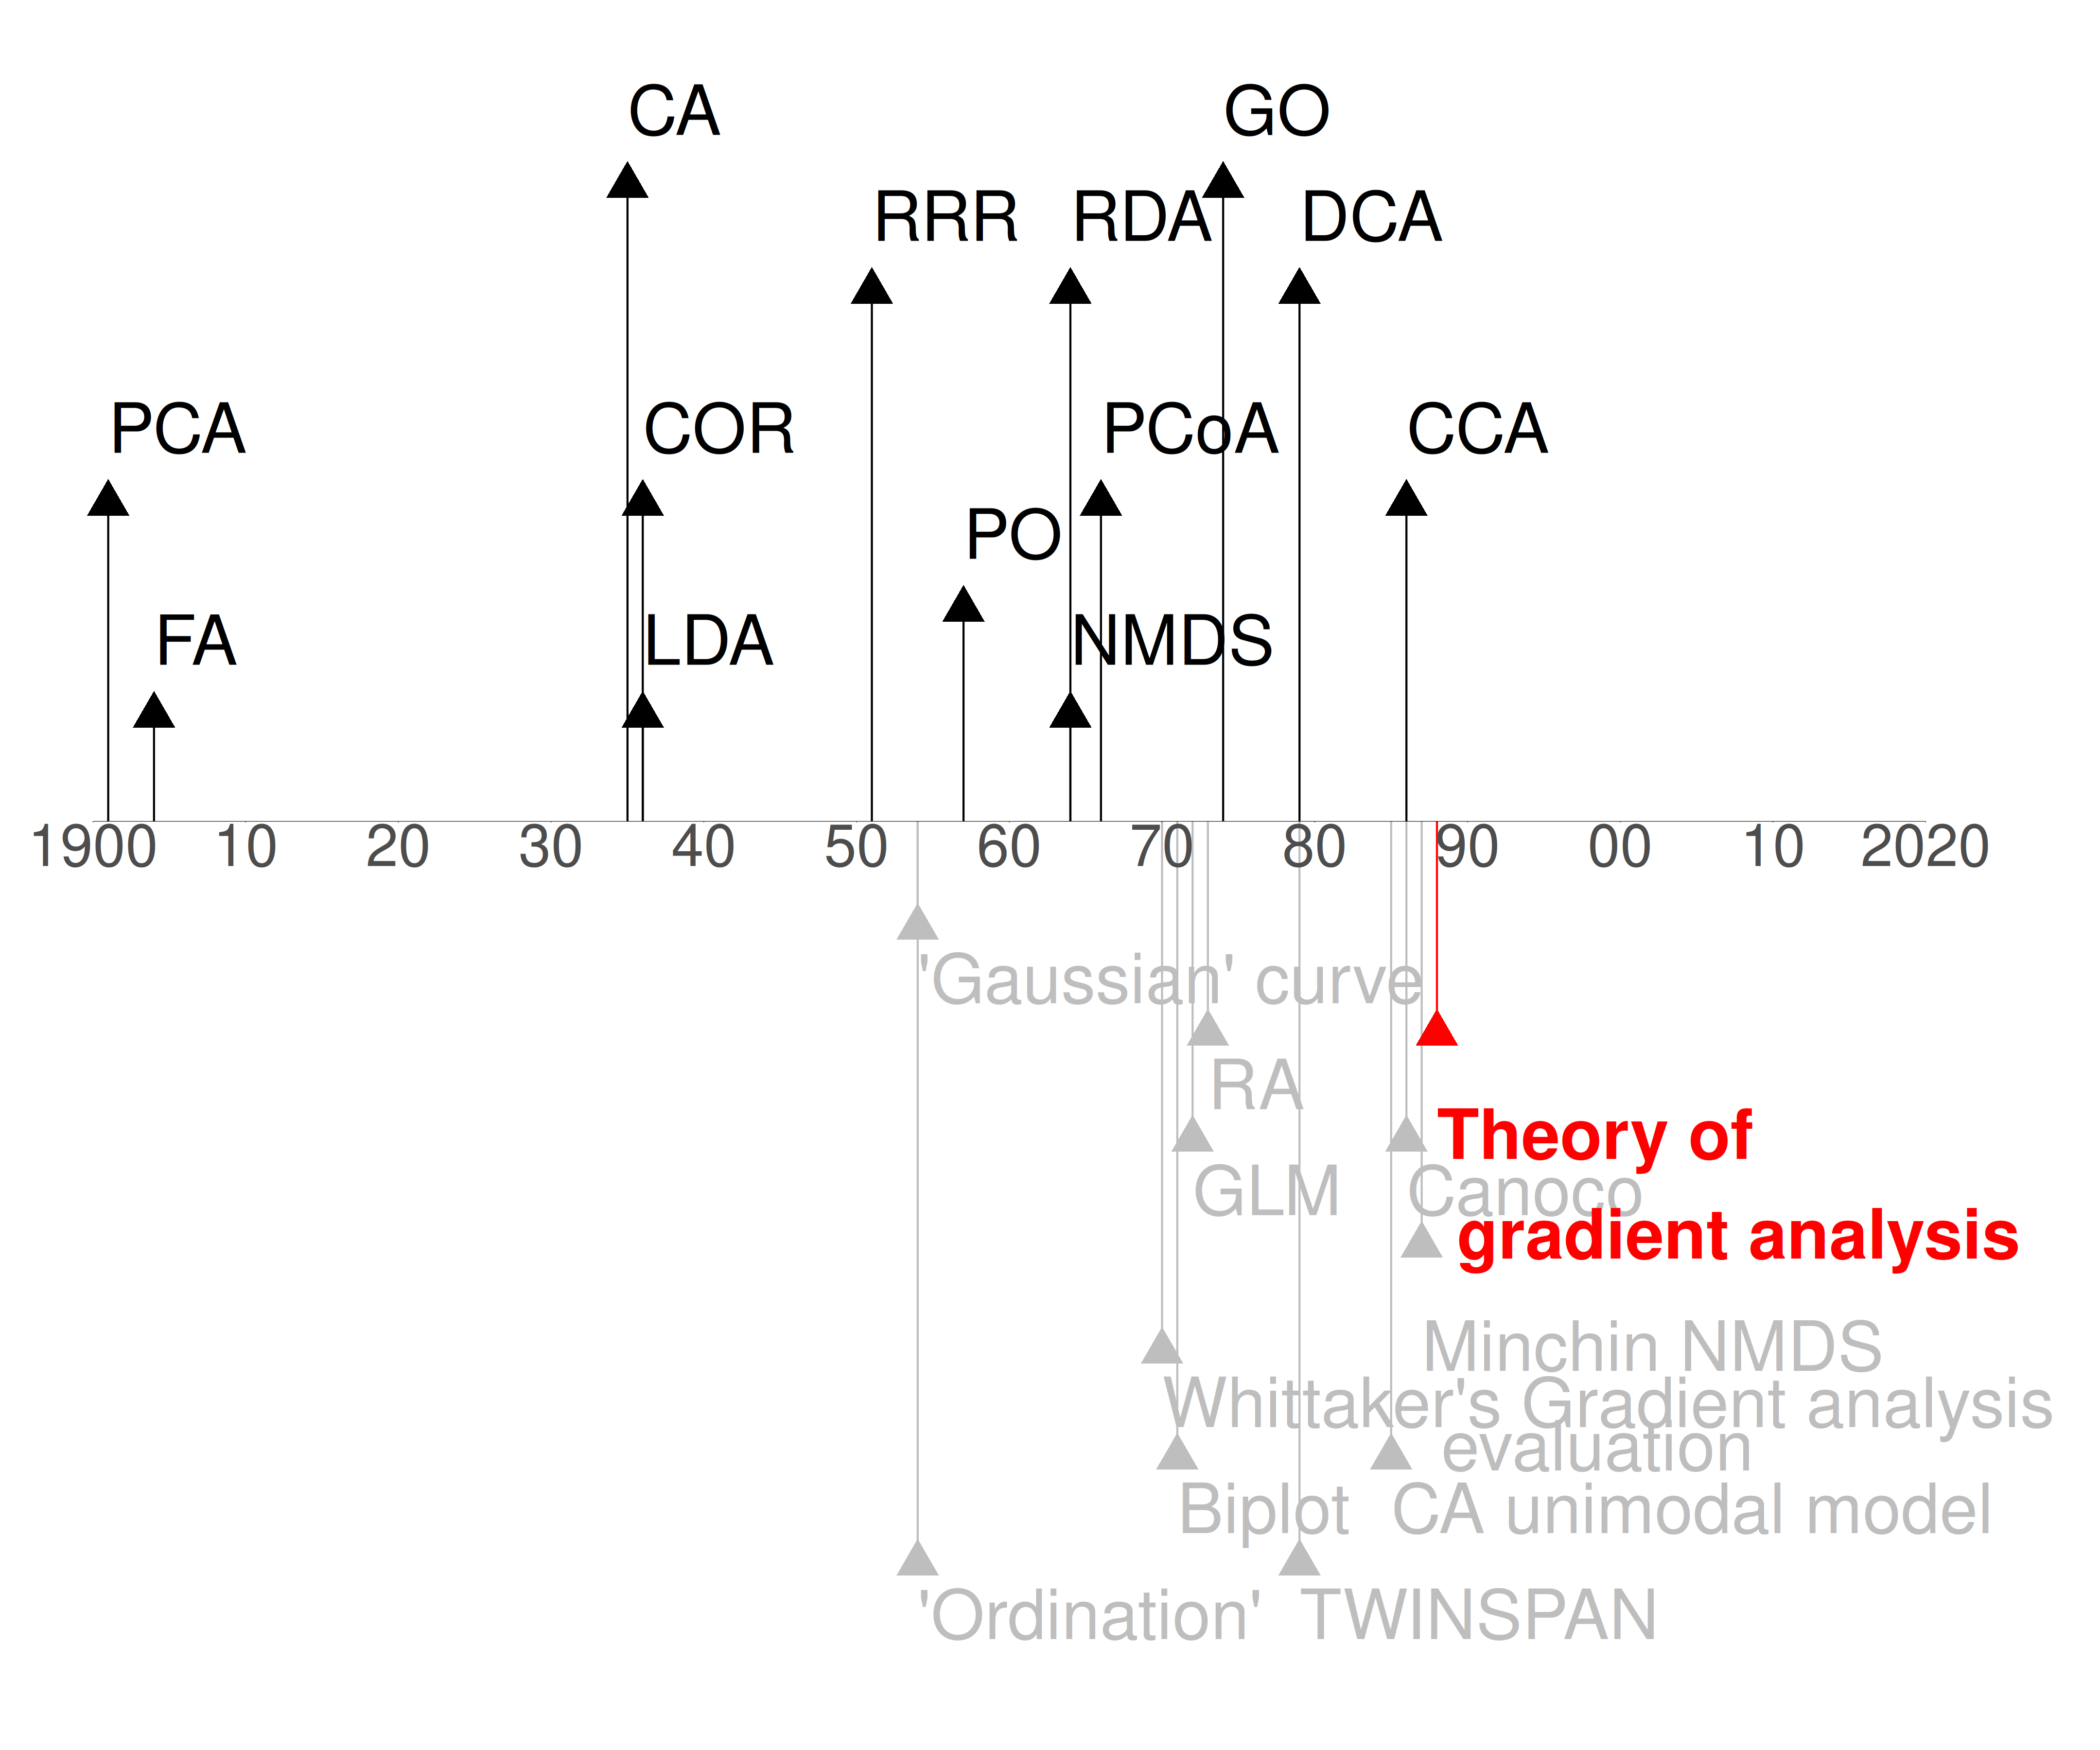 CA
GO
RRR
RDA
DCA
PCA
COR
PCoA
CCA
PO
FA
LDA
NMDS
1900 10 20 30 40 50 60 70 80 90 00 10 2020
'Gaussian' curve
RA
Theory of
GLM
Canoco
gradient analysis
Minchin NMDS
Whittaker's Gradient analysis
evaluation
Biplot
CA unimodal model
'Ordination'
TWINSPAN